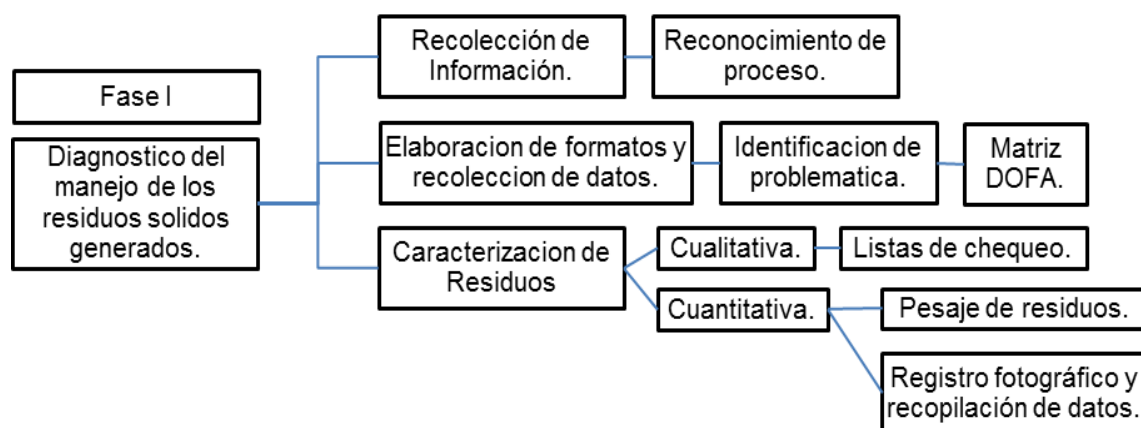 Fase I
Diagnostico del
manejo de los
residuos solidos
generados.
Recolección de
Información.
Reconocimiento de
proceso.
Elaboracion de formatos y
recoleccion de datos.
Identificacion de
problematica.
Matriz
DOFA.
Caracterizacion de
Residuos
Cualitativa.
Listas de chequeo.
Cuantitativa.
Pesaje de residuos.
Registro fotográfico y
recopilación de datos.